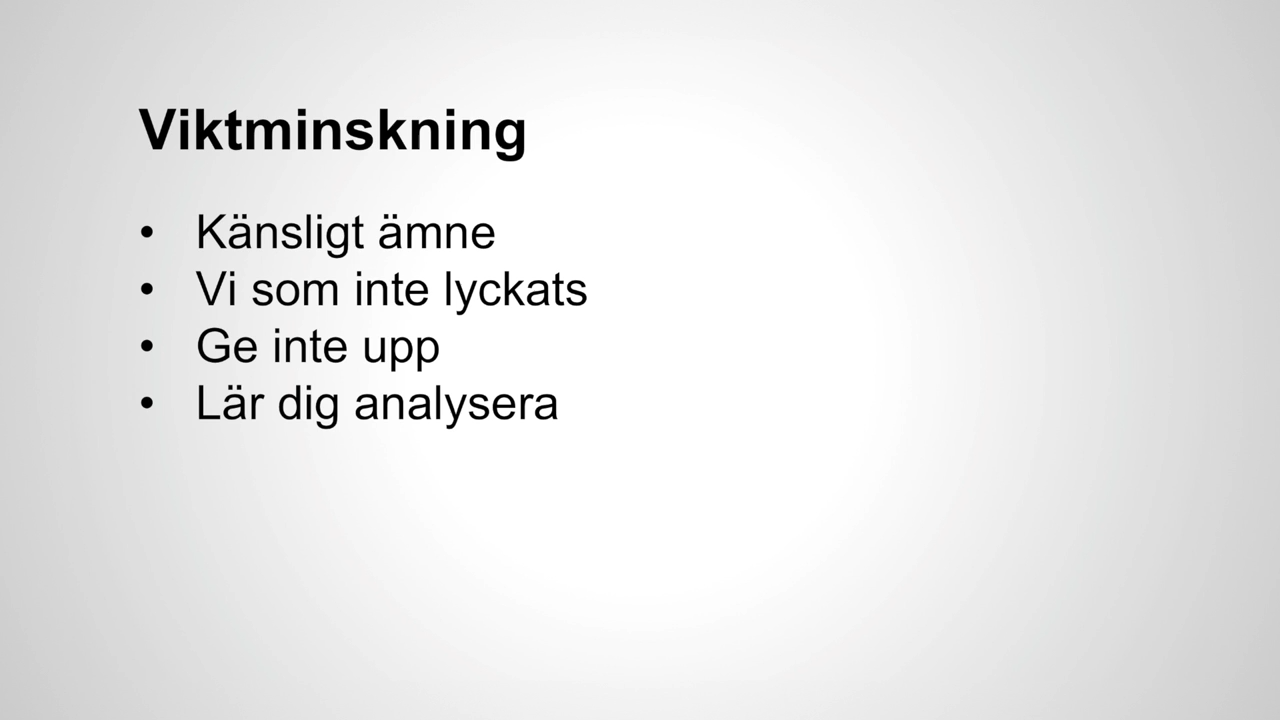 Viktminskning
• Känsligt ämne
• Vi som inte lyckats
• Ge inte upp
• Lär dig analysera